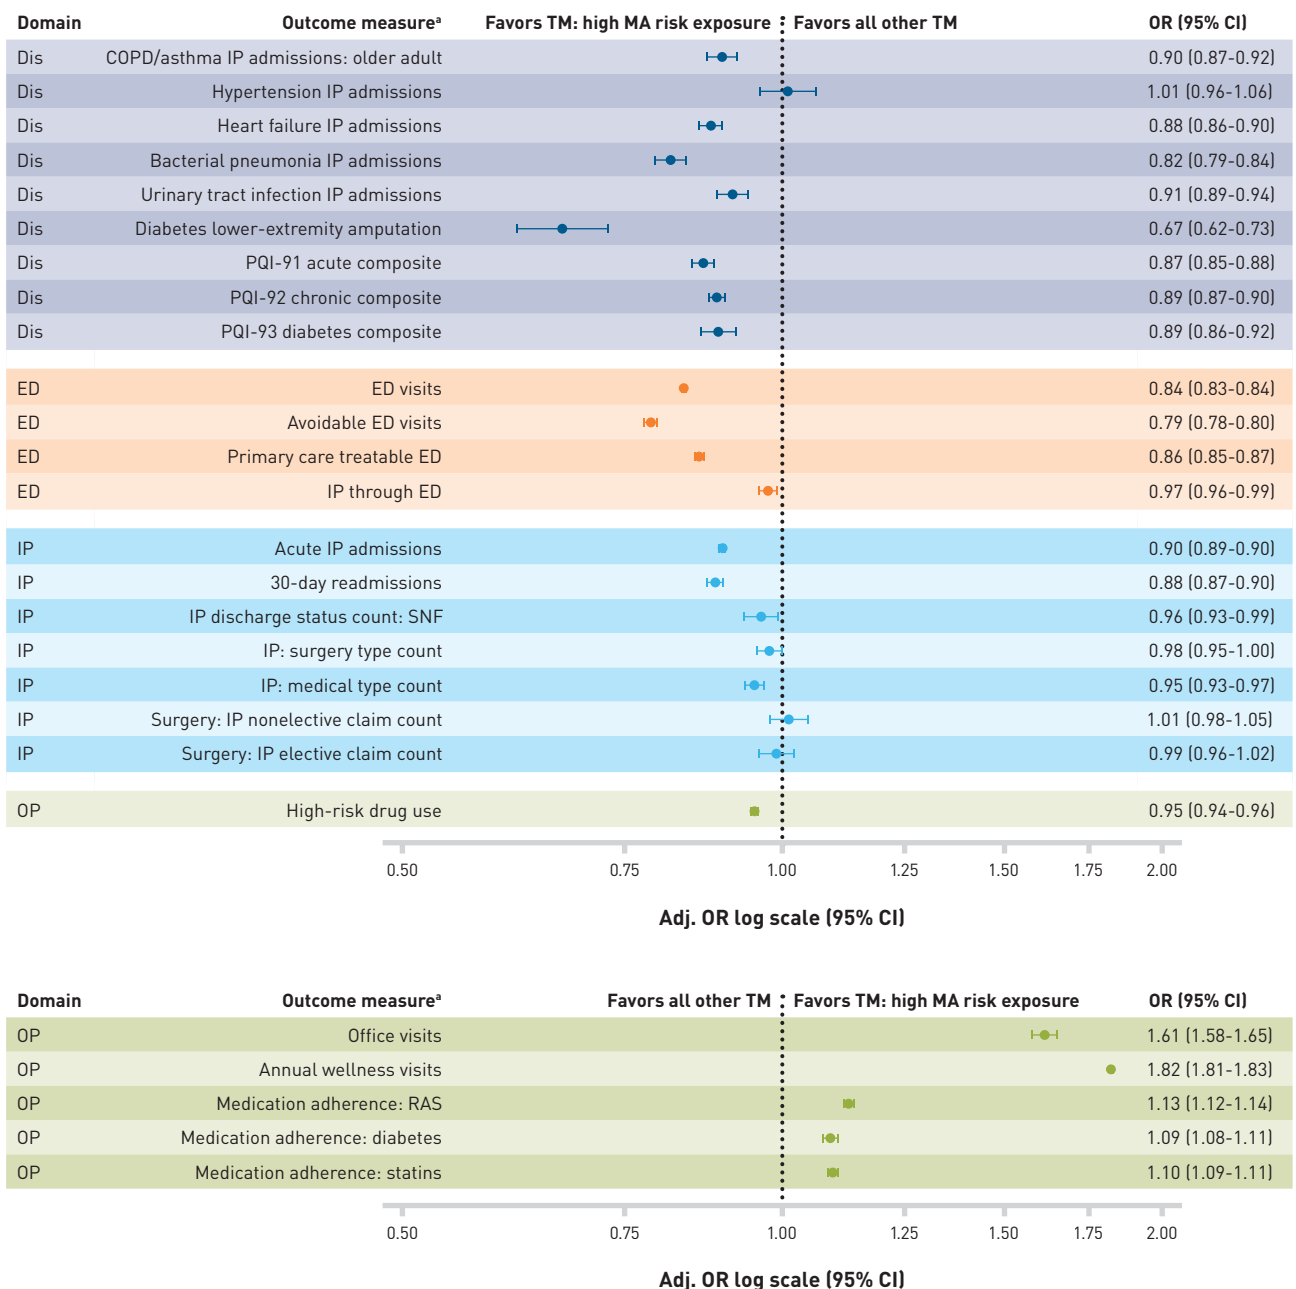 Domain Outcome measureᵃ Favors TM: high MA risk exposure Favors all other TM OR (95% CI)
Dis COPD/asthma IP admissions: older adult 0.90 (0.87-0.92)
Dis Hypertension IP admissions 1.01 (0.96-1.06)
Dis Heart failure IP admissions 0.88 (0.86-0.90)
Dis Bacterial pneumonia IP admissions 0.82 (0.79-0.84)
Dis Urinary tract infection IP admissions 0.91 (0.89-0.94)
Dis Diabetes lower-extremity amputation 0.67 (0.62-0.73)
Dis PQI-91 acute composite 0.87 (0.85-0.88)
Dis PQI-92 chronic composite 0.89 (0.87-0.90)
Dis PQI-93 diabetes composite 0.89 (0.86-0.92)
ED ED visits 0.84 (0.83-0.84)
ED Avoidable ED visits 0.79 (0.78-0.80)
ED Primary care treatable ED 0.86 (0.85-0.87)
ED IP through ED 0.97 (0.96-0.99)
IP Acute IP admissions 0.90 (0.89-0.90)
IP 30-day readmissions 0.88 (0.87-0.90)
IP IP discharge status count: SNF 0.96 (0.93-0.99)
IP IP: surgery type count 0.98 (0.95-1.00)
IP IP: medical type count 0.95 (0.93-0.97)
IP Surgery: IP nonelective claim count 1.01 (0.98-1.05)
IP Surgery: IP elective claim count 0.99 (0.96-1.02)
OP High-risk drug use 0.95 (0.94-0.96)
0.50 0.75 1.00 1.25 1.50 1.75 2.00
Adj. OR log scale (95% CI)
Domain Outcome measureᵃ Favors all other TM Favors TM: high MA risk exposure OR (95% CI)
OP Office visits 1.61 (1.58-1.65)
OP Annual wellness visits 1.82 (1.81-1.83)
OP Medication adherence: RAS 1.13 (1.12-1.14)
OP Medication adherence: diabetes 1.09 (1.08-1.11)
OP Medication adherence: statins 1.10 (1.09-1.11)
0.50 0.75 1.00 1.25 1.50 1.75 2.00
Adj. OR log scale (95% CI)